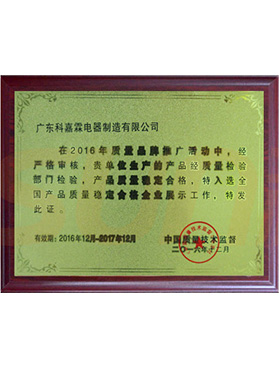 广东科嘉霖电器制造有限公司
在2016年质量品牌推广活动中，经
严格审核，贵单位生产的产品经质量检验
部门检验，产品质量稳定合格，特入选全
国产品质量稳定合格企业展示工作，特发
此证。
有效期：2016年12月-2017年12月
中国质量技术监督
二〇一六年十二月